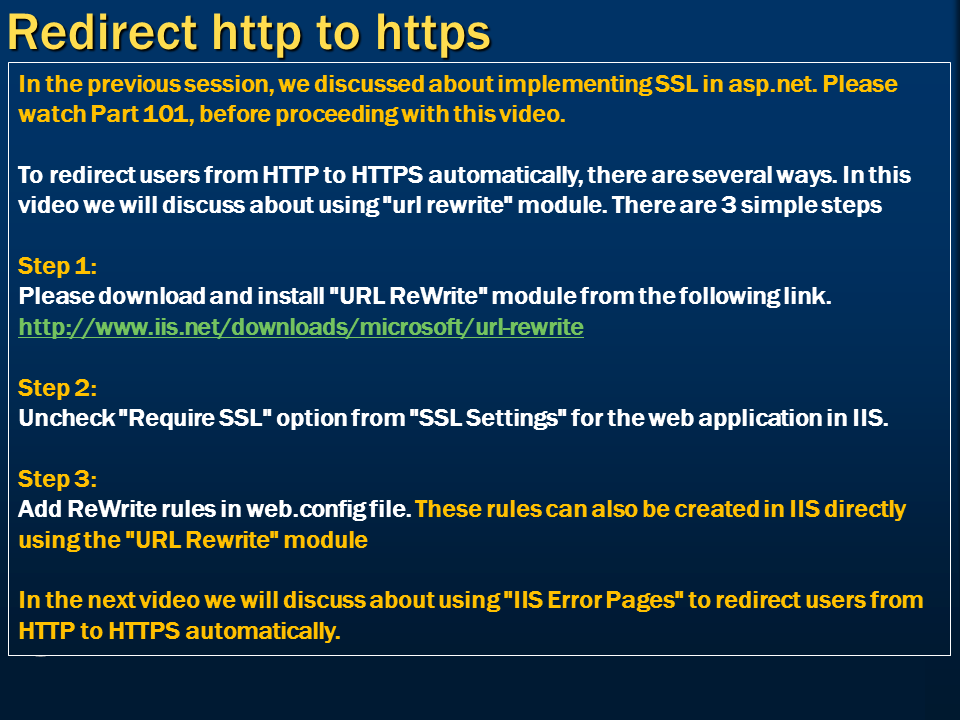 Redirect http to https
In the previous session, we discussed about implementing SSL in asp.net. Please
watch Part 101, before proceeding with this video.
To redirect users from HTTP to HTTPS automatically, there are several ways. In this
video we will discuss about using "url rewrite" module. There are 3 simple steps
Step 1:
Please download and install "URL ReWrite" module from the following link.
http://www.iis.net/downloads/microsoft/url-rewrite
Step 2:
Uncheck "Require SSL" option from "SSL Settings" for the web application in IIS.
Step 3:
Add ReWrite rules in web.config file. These rules can also be created in IIS directly
using the "URL Rewrite" module
In the next video we will discuss about using "IIS Error Pages" to redirect users from
HTTP to HTTPS automatically.